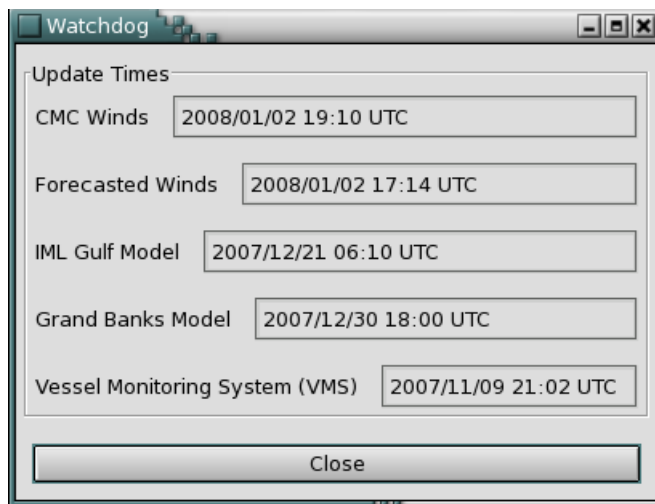 Watchdog
Update Times
CMC Winds 2008/01/02 19:10 UTC
Forecasted Winds 2008/01/02 17:14 UTC
IML Gulf Model 2007/12/21 06:10 UTC
Grand Banks Model 2007/12/30 18:00 UTC
Vessel Monitoring System (VMS) 2007/11/09 21:02 UTC
Close